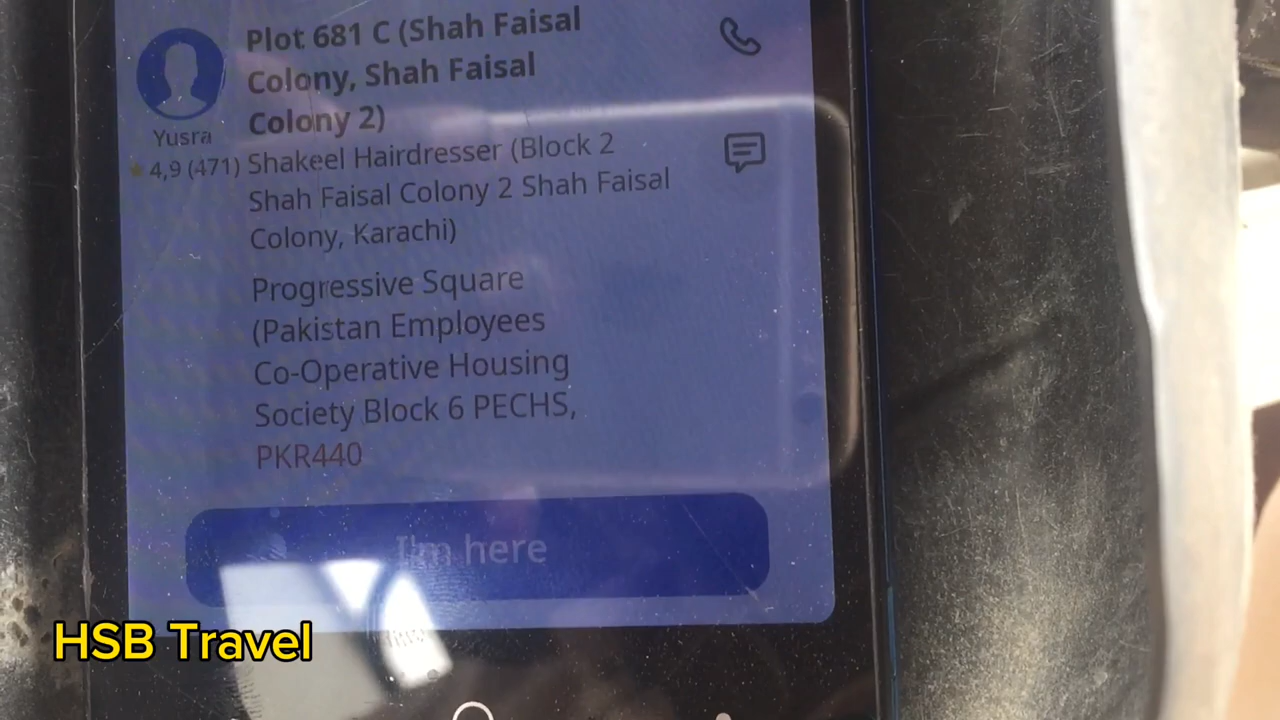 Plot 681 C (Shah Faisal
Colony, Shah Faisal
Colony 2)
Yusra
4,9 (471)
Shakeel Hairdresser (Block 2
Shah Faisal Colony 2 Shah Faisal
Colony, Karachi)
Progressive Square
(Pakistan Employees
Co-Operative Housing
Society Block 6 PECHS,
PKR440
I'm here
HSB Travel